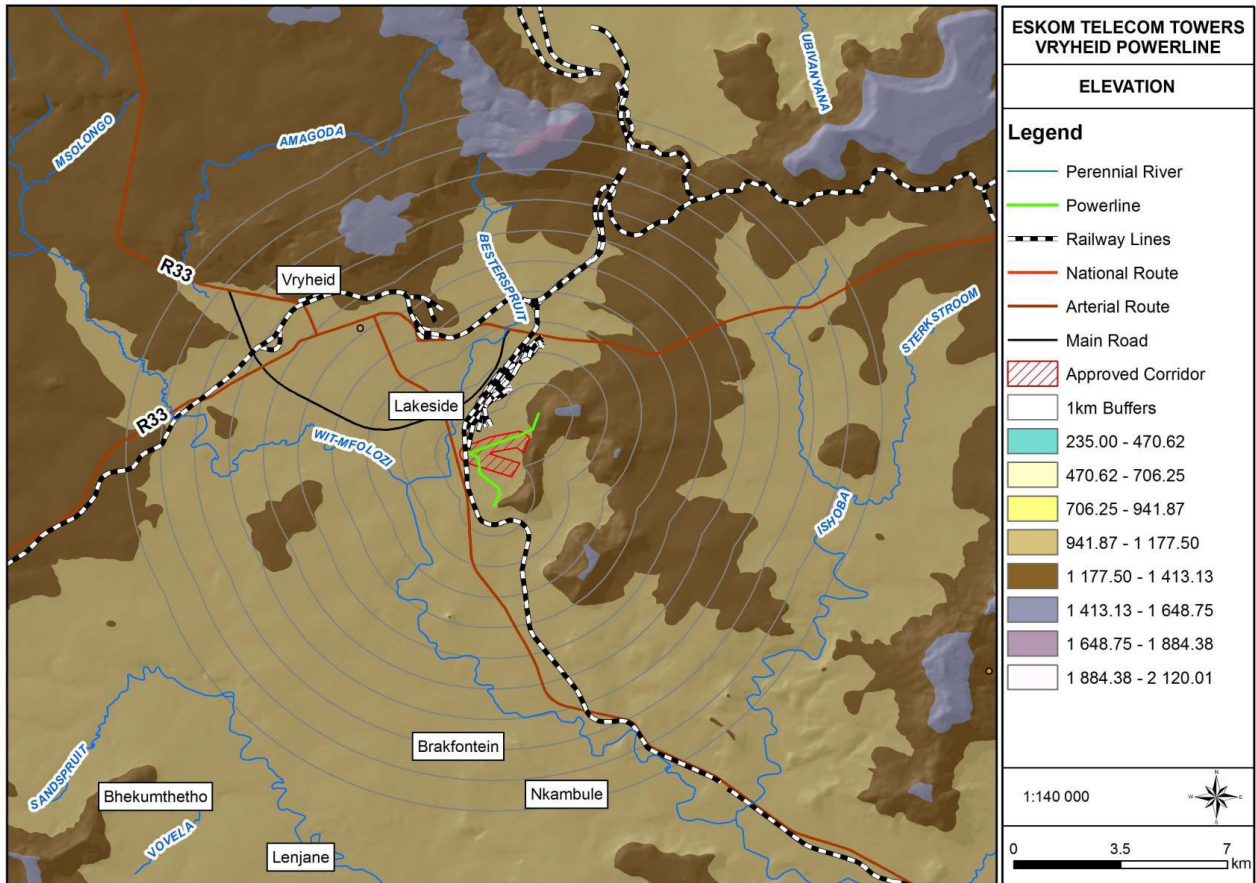 UBIVANYANA
MSOLONGO
AMAGODA
R33
Vryheid
BESTERSPRUIT
STERKSTROOM
R33
Lakeside
WIT-MFOLOZI
ISHOBA
Brakfontein
SANDSPRUIT
Bhekumthetho
Nkambule
VOVELA
Lenjane
ESKOM TELECOM TOWERS
VRYHEID POWERLINE
ELEVATION
Legend
Perennial River
Powerline
Railway Lines
National Route
Arterial Route
Main Road
Approved Corridor
1km Buffers
235.00 - 470.62
470.62 - 706.25
706.25 - 941.87
941.87 - 1 177.50
1 177.50 - 1 413.13
1 413.13 - 1 648.75
1 648.75 - 1 884.38
1 884.38 - 2 120.01
1:140 000
N
W E
S
0 3.5 7
km